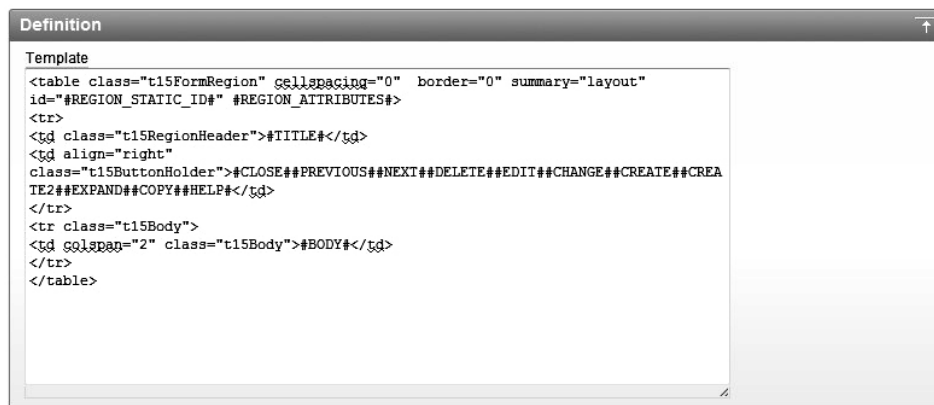 Definition
Template
<table class="t15FormRegion" cellspacing="0"  border="0" summary="layout"
id="#REGION_STATIC_ID#" #REGION_ATTRIBUTES#>
<tr>
<td class="t15RegionHeader">#TITLE#</td>
<td align="right"
class="t15ButtonHolder">#CLOSE##PREVIOUS##NEXT##DELETE##EDIT##CHANGE##CREATE##CREA
TE2##EXPAND##COPY##HELP#</td>
</tr>
<tr class="t15Body">
<td colspan="2" class="t15Body">#BODY#</td>
</tr>
</table>